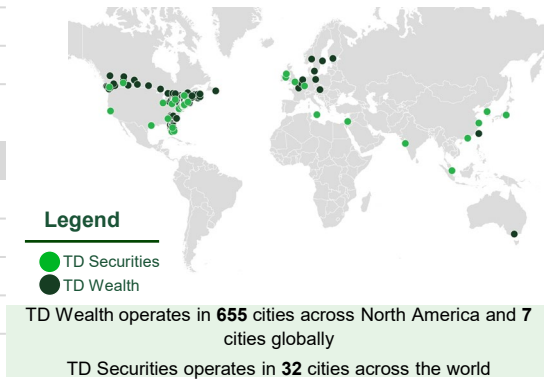 Legend
TD Securities
TD Wealth
TD Wealth operates in 655 cities across North America and 7
cities globally
TD Securities operates in 32 cities across the world